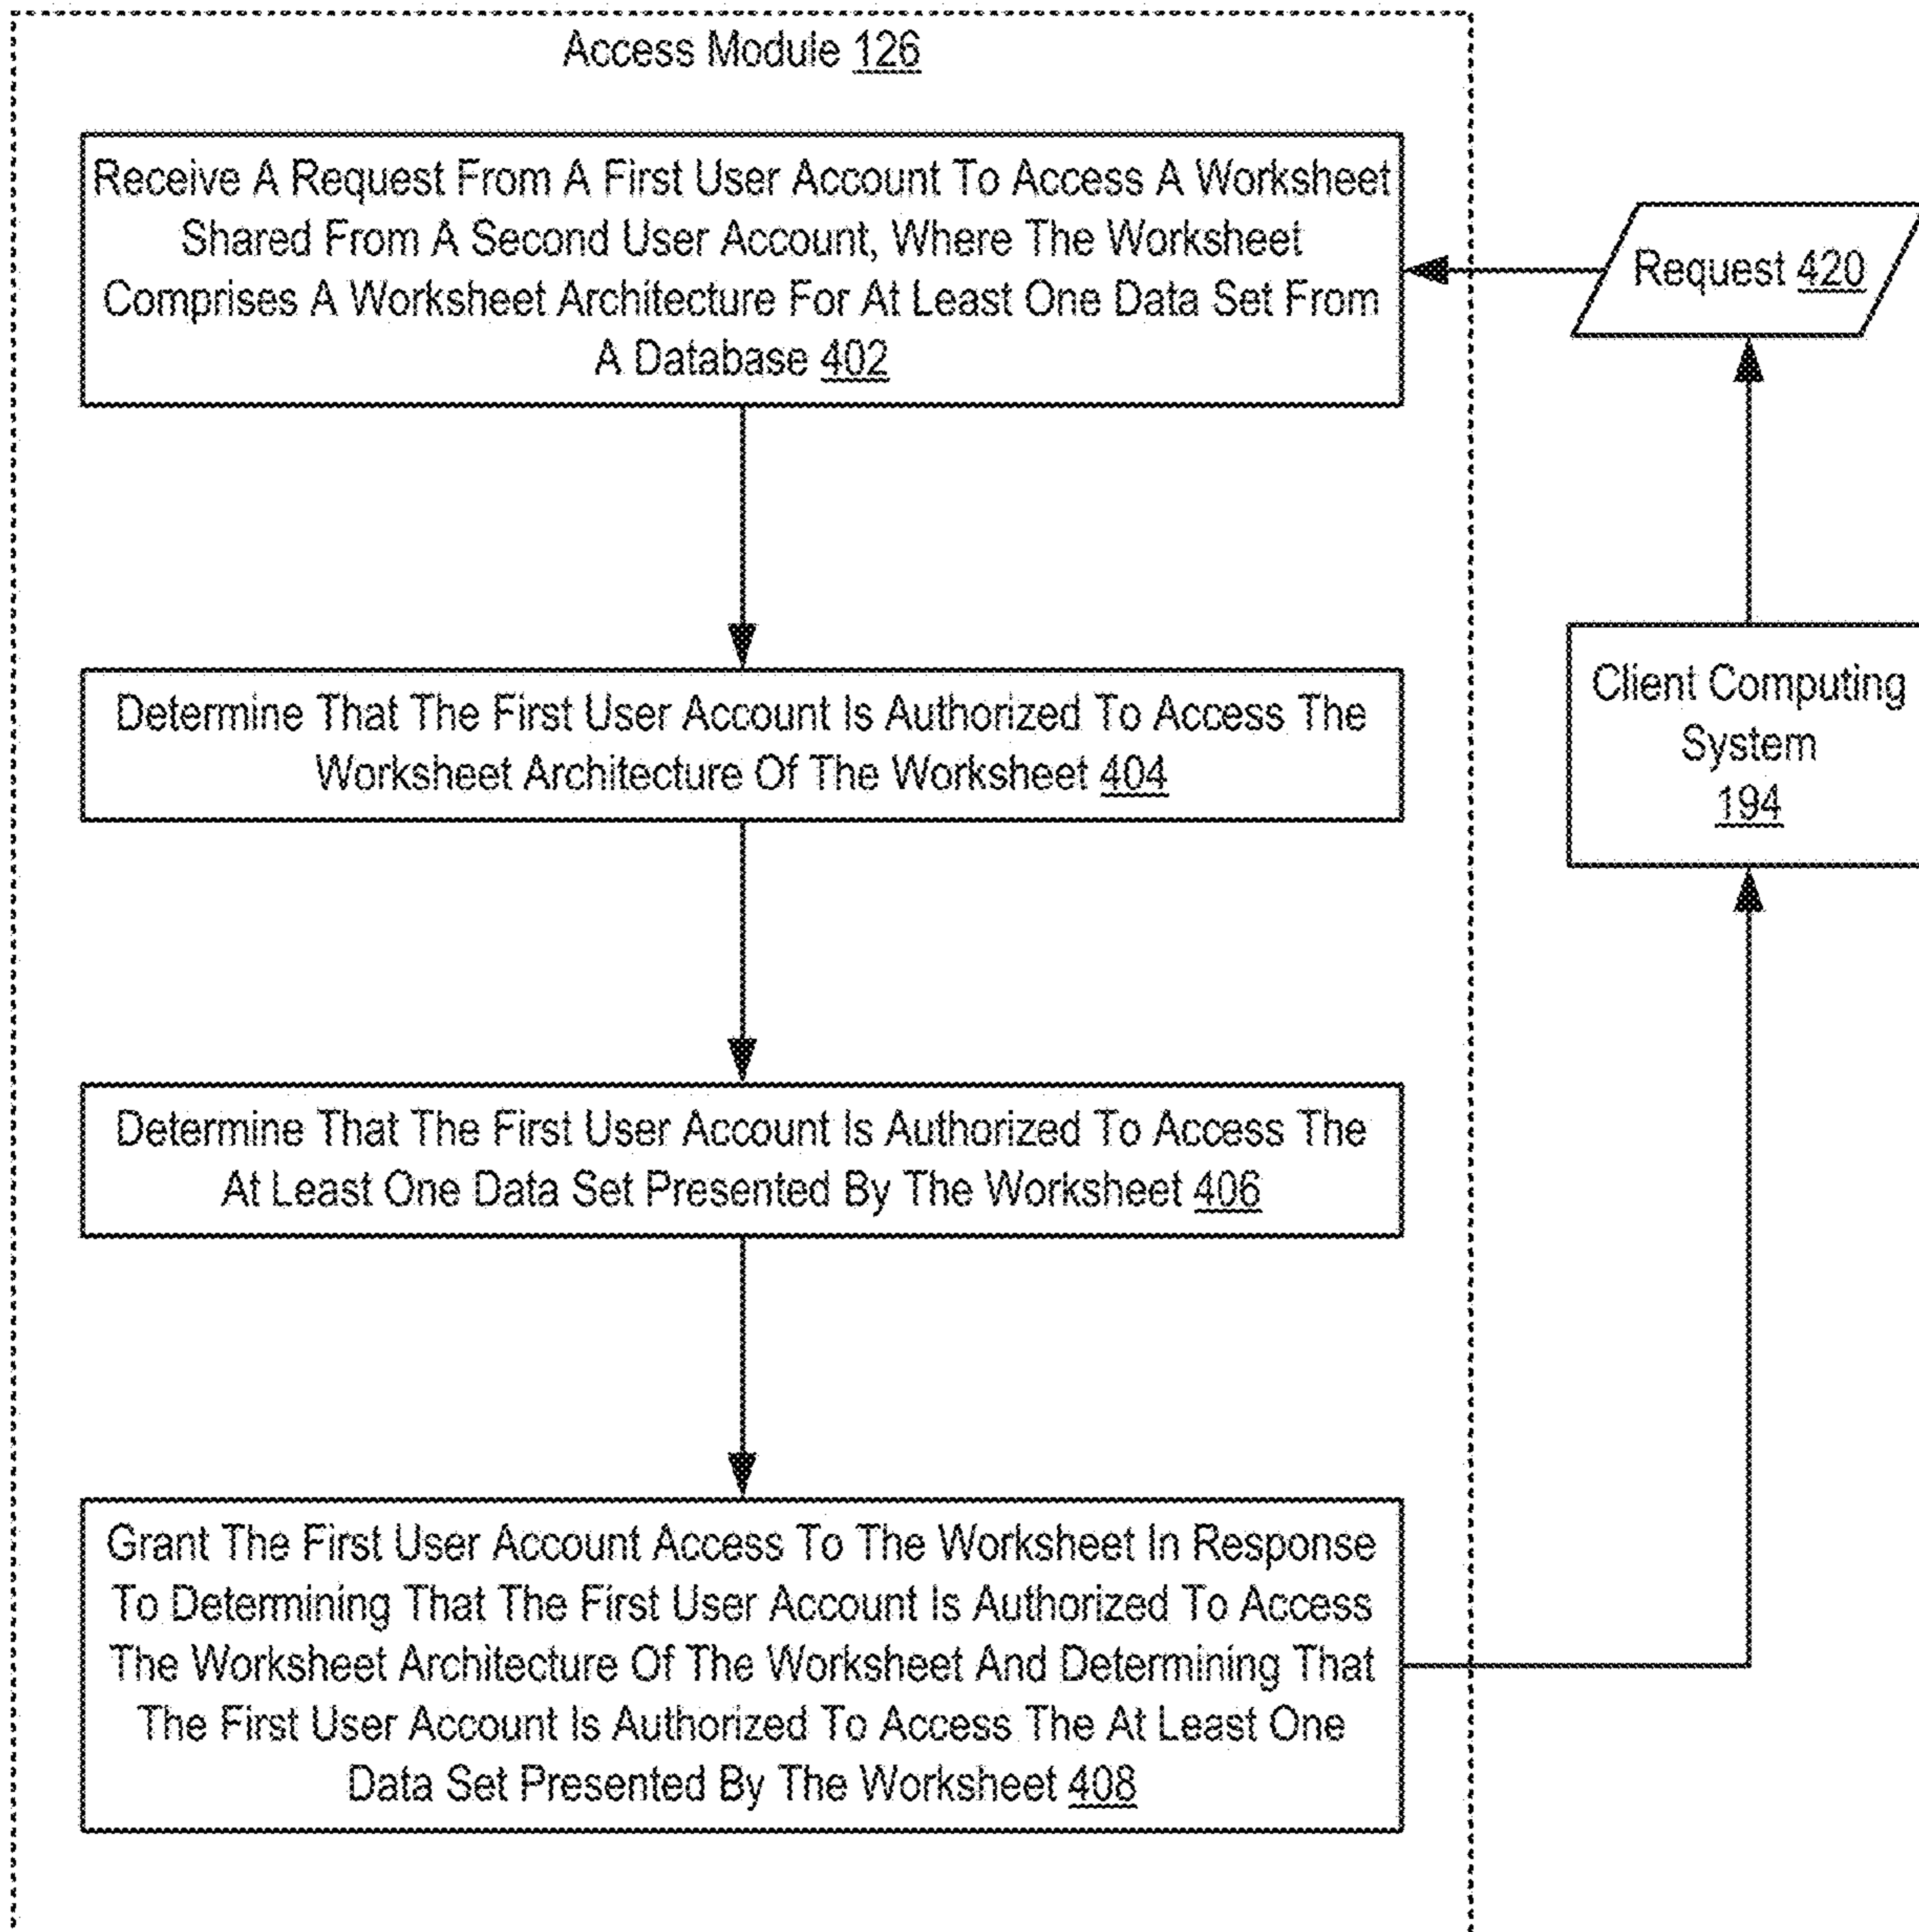 Access Module 126
Receive A Request From A First User Account To Access A Worksheet
Shared From A Second User Account, Where The Worksheet
Comprises A Worksheet Architecture For At Least One Data Set From
A Database 402
Request 420
Determine That The First User Account Is Authorized To Access The
Worksheet Architecture Of The Worksheet 404
Client Computing
System
194
Determine That The First User Account Is Authorized To Access The
At Least One Data Set Presented By The Worksheet 406
Grant The First User Account Access To The Worksheet In Response
To Determining That The First User Account Is Authorized To Access
The Worksheet Architecture Of The Worksheet And Determining That
The First User Account Is Authorized To Access The At Least One
Data Set Presented By The Worksheet 408